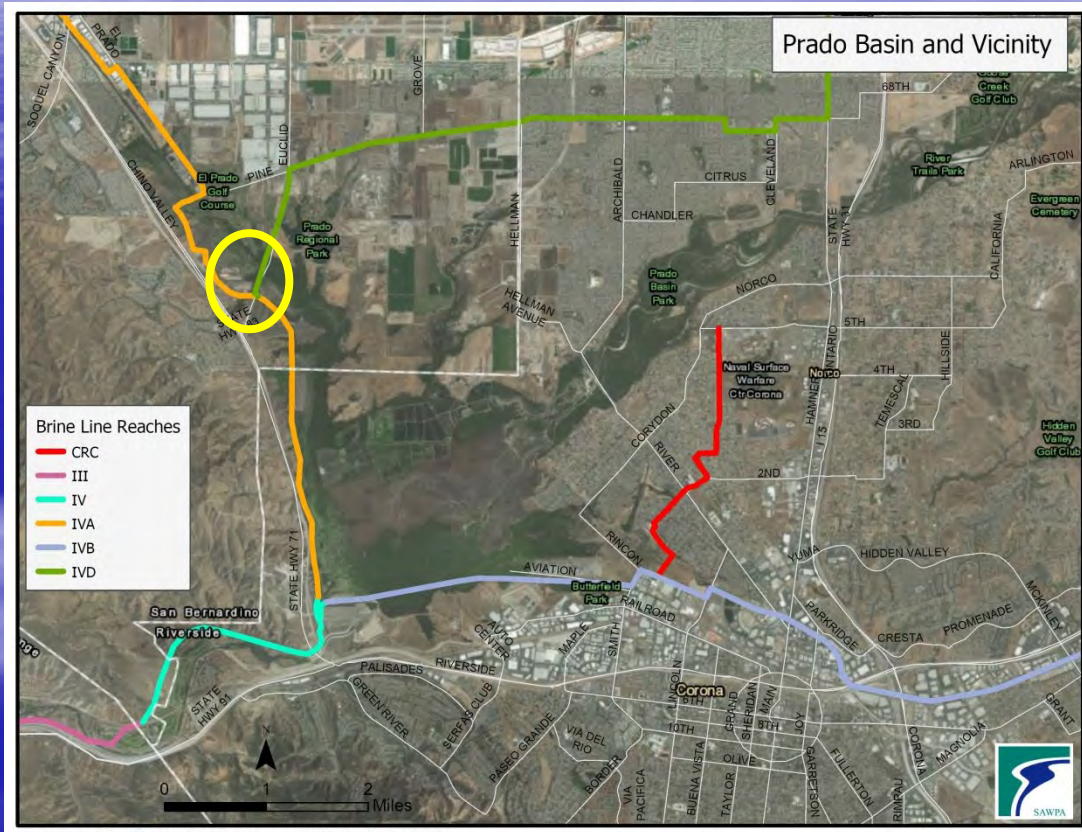 Prado Basin and Vicinity
EL
PRADO
SOQUEL CANYON
CHINO VALLEY
PINE
EUCLID
GROVE
El Prado
Golf
Course
Prado
Regional
Park
HELLMAN
ARCHIBALD
CITRUS
CHANDLER
CLEVELAND
68TH
Creek
Golf Club
River
Trails Park
ARLINGTON
Evergreen
Cemetery
STATE
HWY 31
CALIFORNIA
Prado
Basin
Park
NORCO
HELLMAN
AVENUE
STATE
5TH
Naval Surface
Warfare
Ctr Corona
Norco
4TH
HILLSIDE
TEMESCAL
3RD
Hidden
Valley
Golf Club
HAMNER
ONTARIO
I 15
CORYDON
RIVER
2ND
RINCON
Brine Line Reaches
CRC
III
IV
IVA
IVB
IVD
STATE HWY 71
AVIATION
Butterfield
Park
RAILROAD
YUMA
HIDDEN VALLEY
PARKRIDGE
CRESTA
PROMENADE
MCKINLEY
San Bernardino
Riverside
nge
STATE
HWY 91
PALISADES
RIVERSIDE
AUTO
CENTER
MAPLE
SMITH
GREEN RIVER
SERFAS CLUB
PASEO GRANDE
VIA DEL
RIO
BORDER
VIA
PACIFICA
LINCOLN
Corona
6TH
10TH
GRAND
SHERIDAN
MAIN
8TH
JOY
OLIVE
BUENA VISTA
TAYLOR
GARRETSON
FULLERTON
CORONA
RIMPAU
MAGNOLIA
GRANT
N
0 1 2
Miles
SAWPA